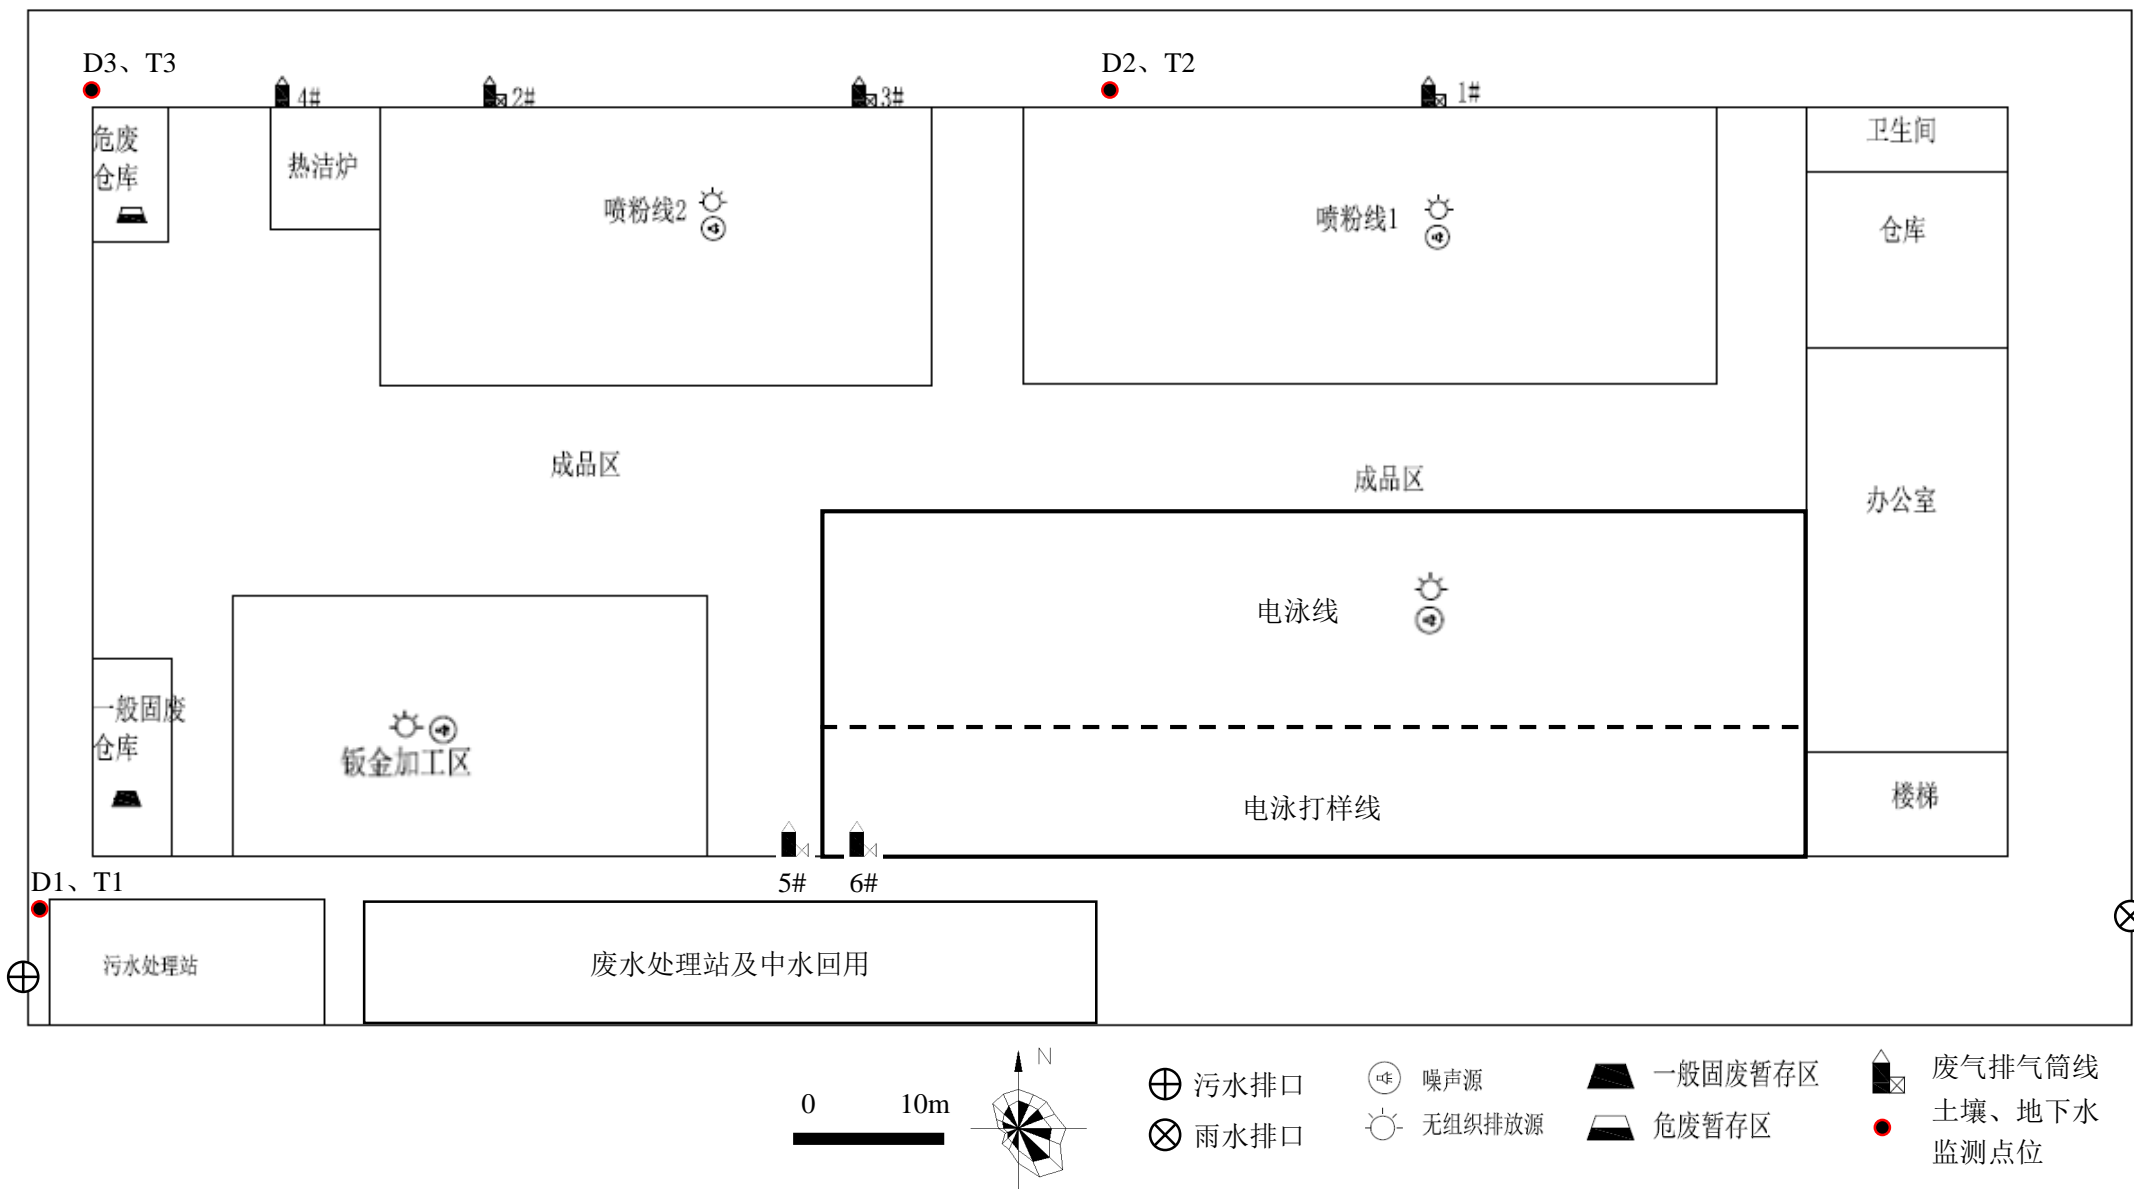 D3、T3
D2、T2
4#
2#
3#
1#
危废
仓库
热洁炉
喷粉线2
喷粉线1
卫生间
仓库
成品区
成品区
办公室
电泳线
一般固废
仓库
钣金加工区
电泳打样线
楼梯
D1、T1
5#
6#
污水处理站
废水处理站及中水回用
N
0
10m
污水排口
雨水排口
噪声源
无组织排放源
一般固废暂存区
危废暂存区
废气排气筒线
土壤、地下水
监测点位